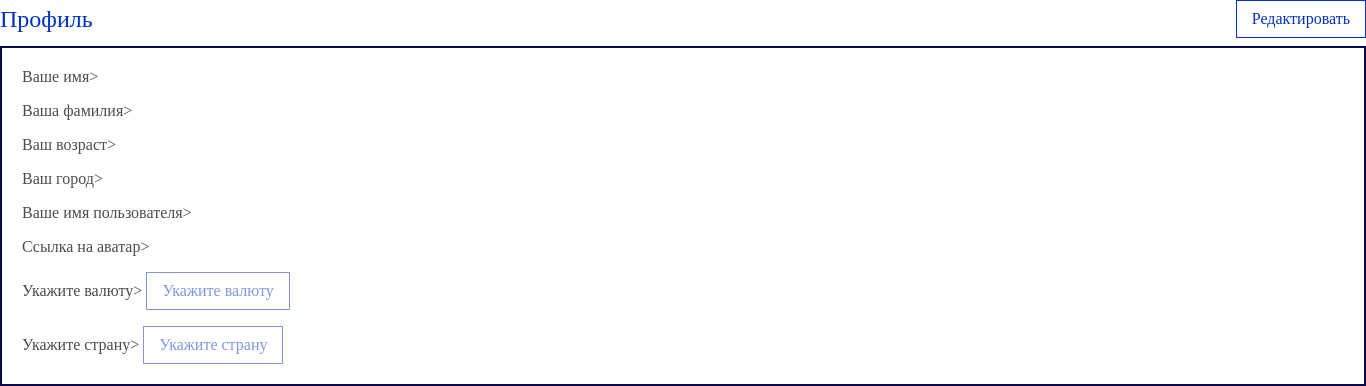 Профиль
Редактировать
Ваше имя>
Ваша фамилия>
Ваш возраст>
Ваш город>
Ваше имя пользователя>
Ссылка на аватар>
Укажите валюту> Укажите валюту
Укажите страну> Укажите страну